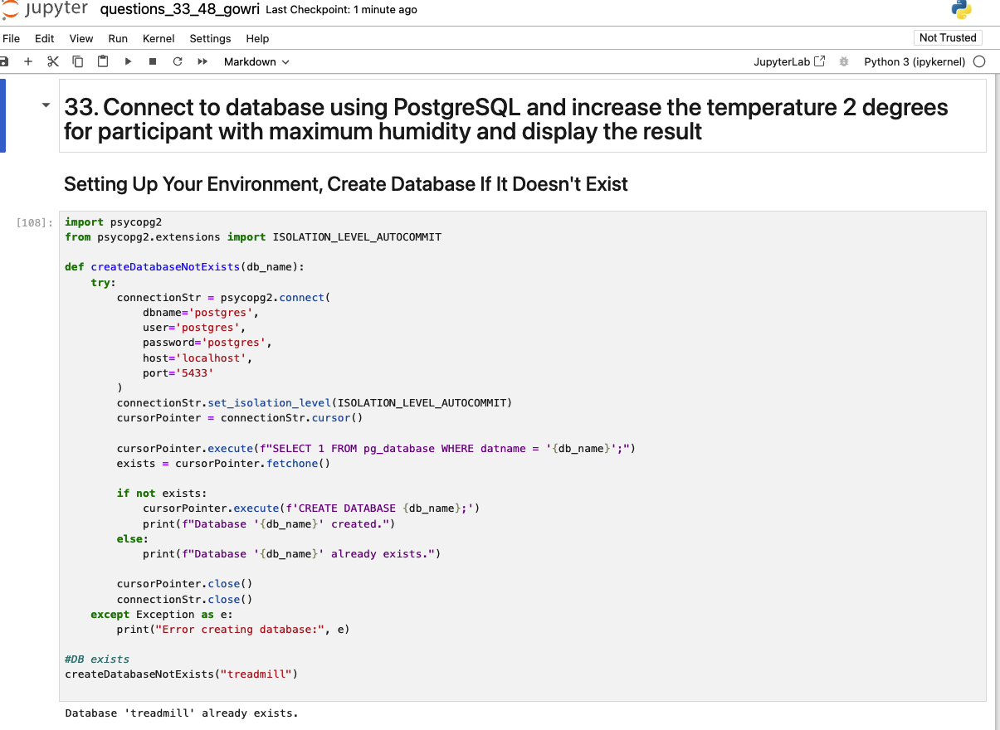 jupyter questions_33_48_gowri Last Checkpoint: 1 minute ago
File Edit View Run Kernel Settings Help Not Trusted
Markdown JupyterLab Python 3 (ipykernel)
33. Connect to database using PostgreSQL and increase the temperature 2 degrees
for participant with maximum humidity and display the result
Setting Up Your Environment, Create Database If It Doesn't Exist
[108]:
import psycopg2
from psycopg2.extensions import ISOLATION_LEVEL_AUTOCOMMIT
def createDatabaseNotExists(db_name):
    try:
        connectionStr = psycopg2.connect(
            dbname='postgres',
            user='postgres',
            password='postgres',
            host='localhost',
            port='5433'
        )
        connectionStr.set_isolation_level(ISOLATION_LEVEL_AUTOCOMMIT)
        cursorPointer = connectionStr.cursor()
        cursorPointer.execute(f"SELECT 1 FROM pg_database WHERE datname = '{db_name}';")
        exists = cursorPointer.fetchone()
        if not exists:
            cursorPointer.execute(f'CREATE DATABASE {db_name};')
            print(f"Database '{db_name}' created.")
        else:
            print(f"Database '{db_name}' already exists.")
        cursorPointer.close()
        connectionStr.close()
    except Exception as e:
        print("Error creating database:", e)
#DB exists
createDatabaseNotExists("treadmill")
Database 'treadmill' already exists.